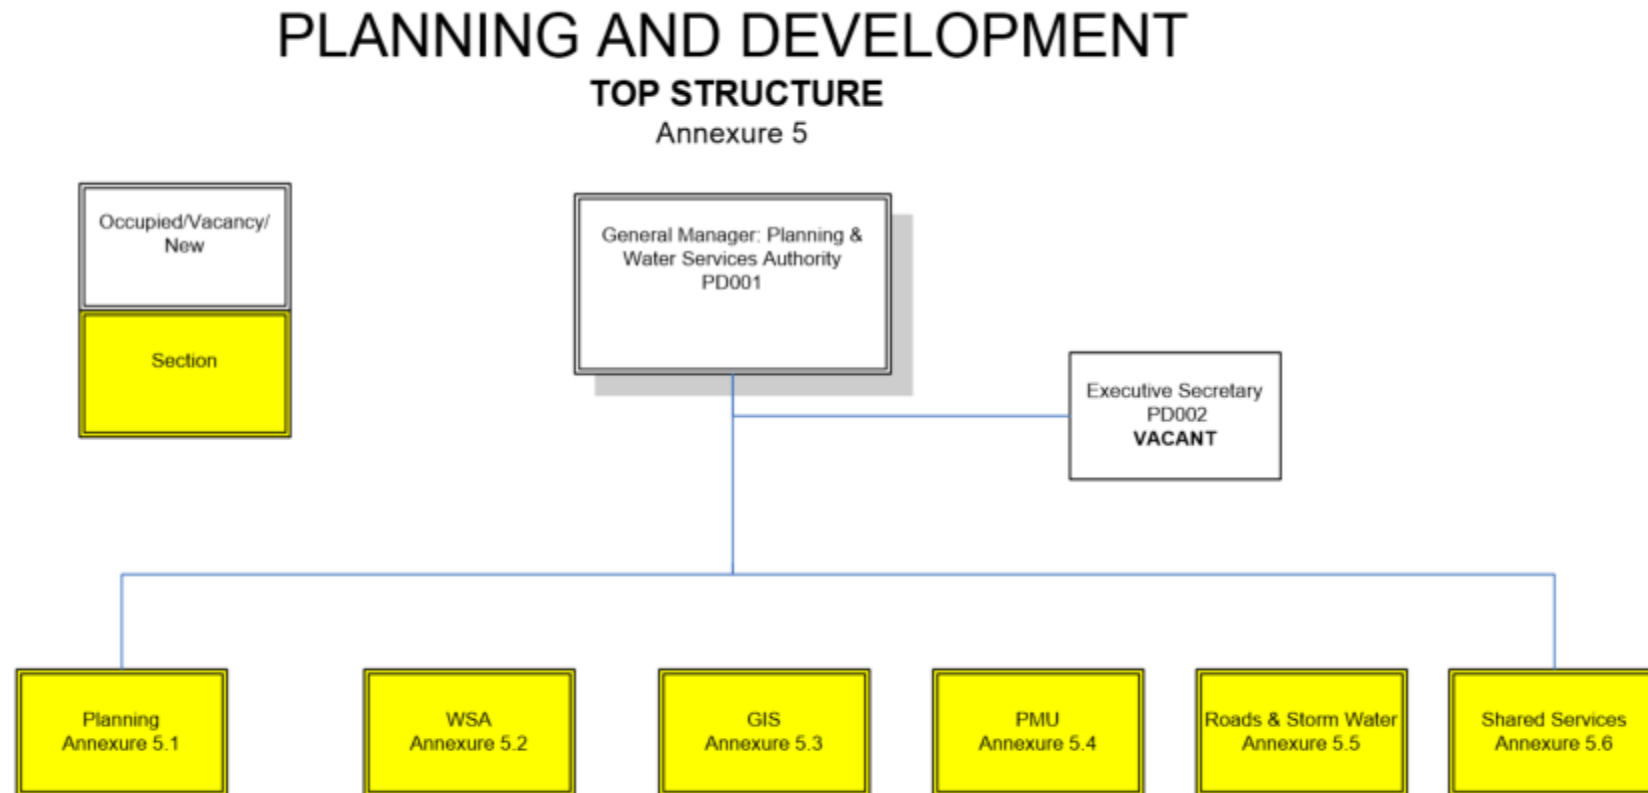 PLANNING AND DEVELOPMENT
TOP STRUCTURE
Annexure 5
Occupied/Vacancy/
New
Section
General Manager: Planning &
Water Services Authority
PD001
Executive Secretary
PD002
VACANT
Planning
Annexure 5.1
WSA
Annexure 5.2
GIS
Annexure 5.3
PMU
Annexure 5.4
Roads & Storm Water
Annexure 5.5
Shared Services
Annexure 5.6